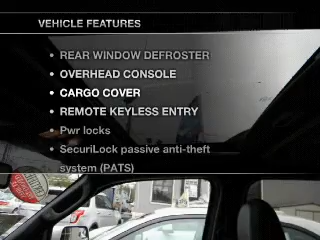 VEHICLE FEATURES
• REAR WINDOW DEFROSTER
• OVERHEAD CONSOLE
• CARGO COVER
• REMOTE KEYLESS ENTRY
• Pwr locks
• SecuriLock passive anti-theft
system (PATS)